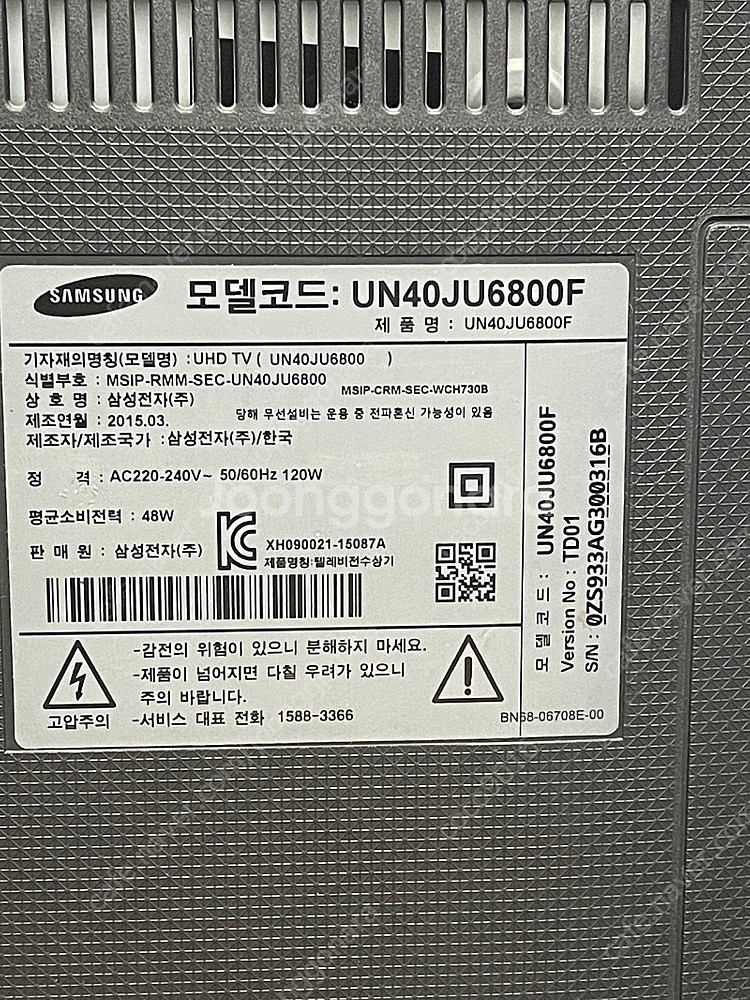 SAMSUNG
모델코드: UN40JU6800F
제 품 명 : UN40JU6800F
기자재의명칭(모델명) :UHD TV ( UN40JU6800 )
식별부호 : MSIP-RMM-SEC-UN40JU6800
MSIP-CRM-SEC-WCH730B
상 호 명 : 삼성전자(주)
제조연월 : 2015.03.
당해 무선설비는 운용 중 전파혼신 가능성이 있음
제조자/제조국가 :삼성전자(주)/한국
정 격 : AC220-240V~ 50/60Hz 120W
평균소비전력 : 48W
판 매 원 : 삼성전자(주)
XH090021-15087A
제품명칭:텔레비전수상기
-감전의 위험이 있으니 분해하지 마세요.
-제품이 넘어지면 다칠 우려가 있으니
주의 바랍니다.
고압주의
-서비스 대표 전화 1588-3366
BN68-06708E-00
모 델 코 드 : UN40JU6800F
Version No : TD01
S/N : 0ZS933AG300316B
Joonggonara